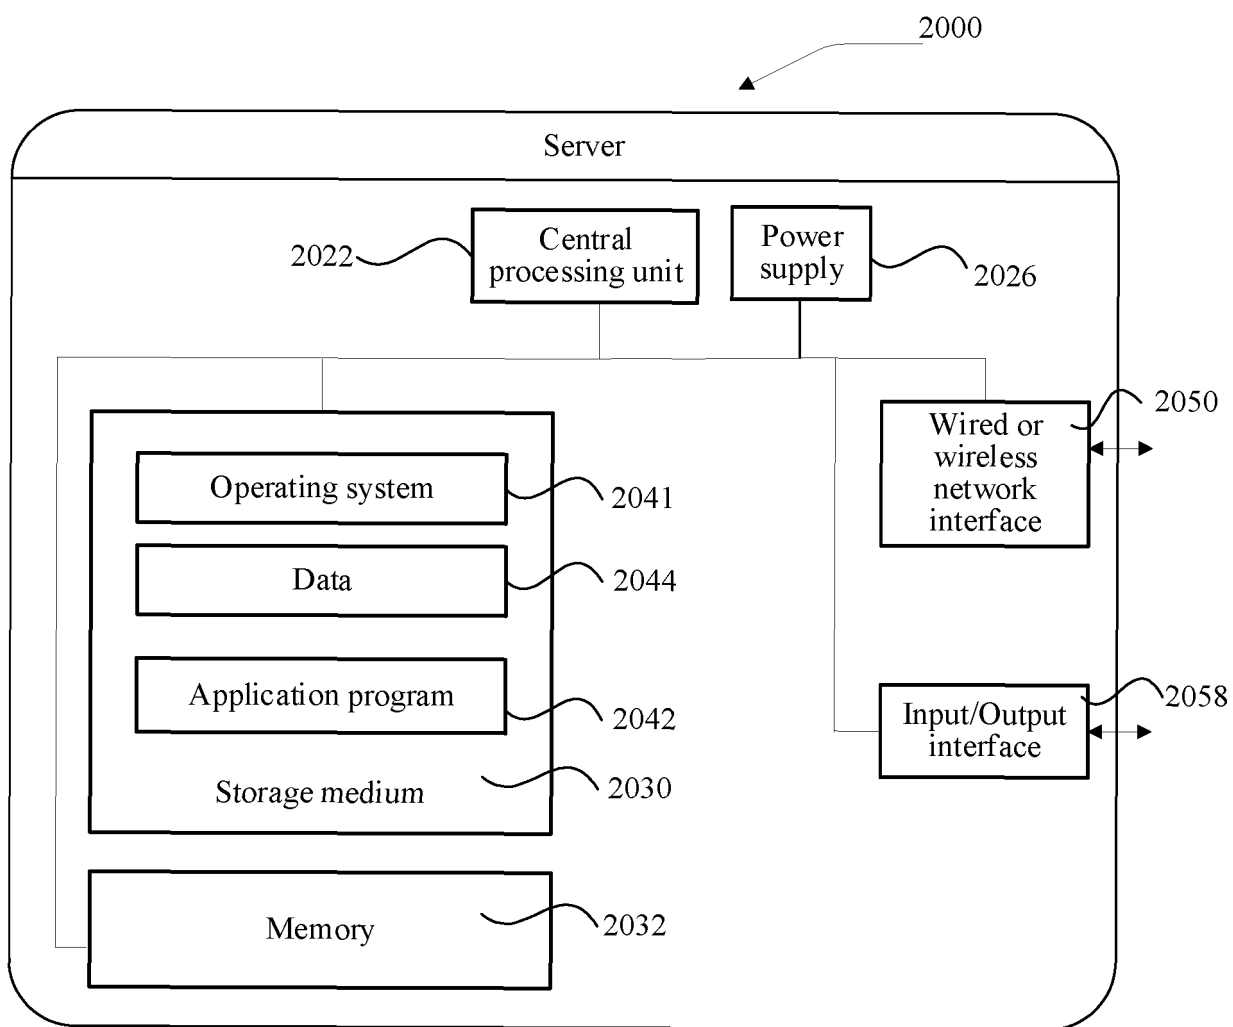 2000
Server
Central
processing unit
2022
Power
supply
2026
Wired or
wireless
network
interface
2050
Operating system
2041
Data
2044
Application program
2042
Storage medium
2030
Input/Output
interface
2058
Memory
2032